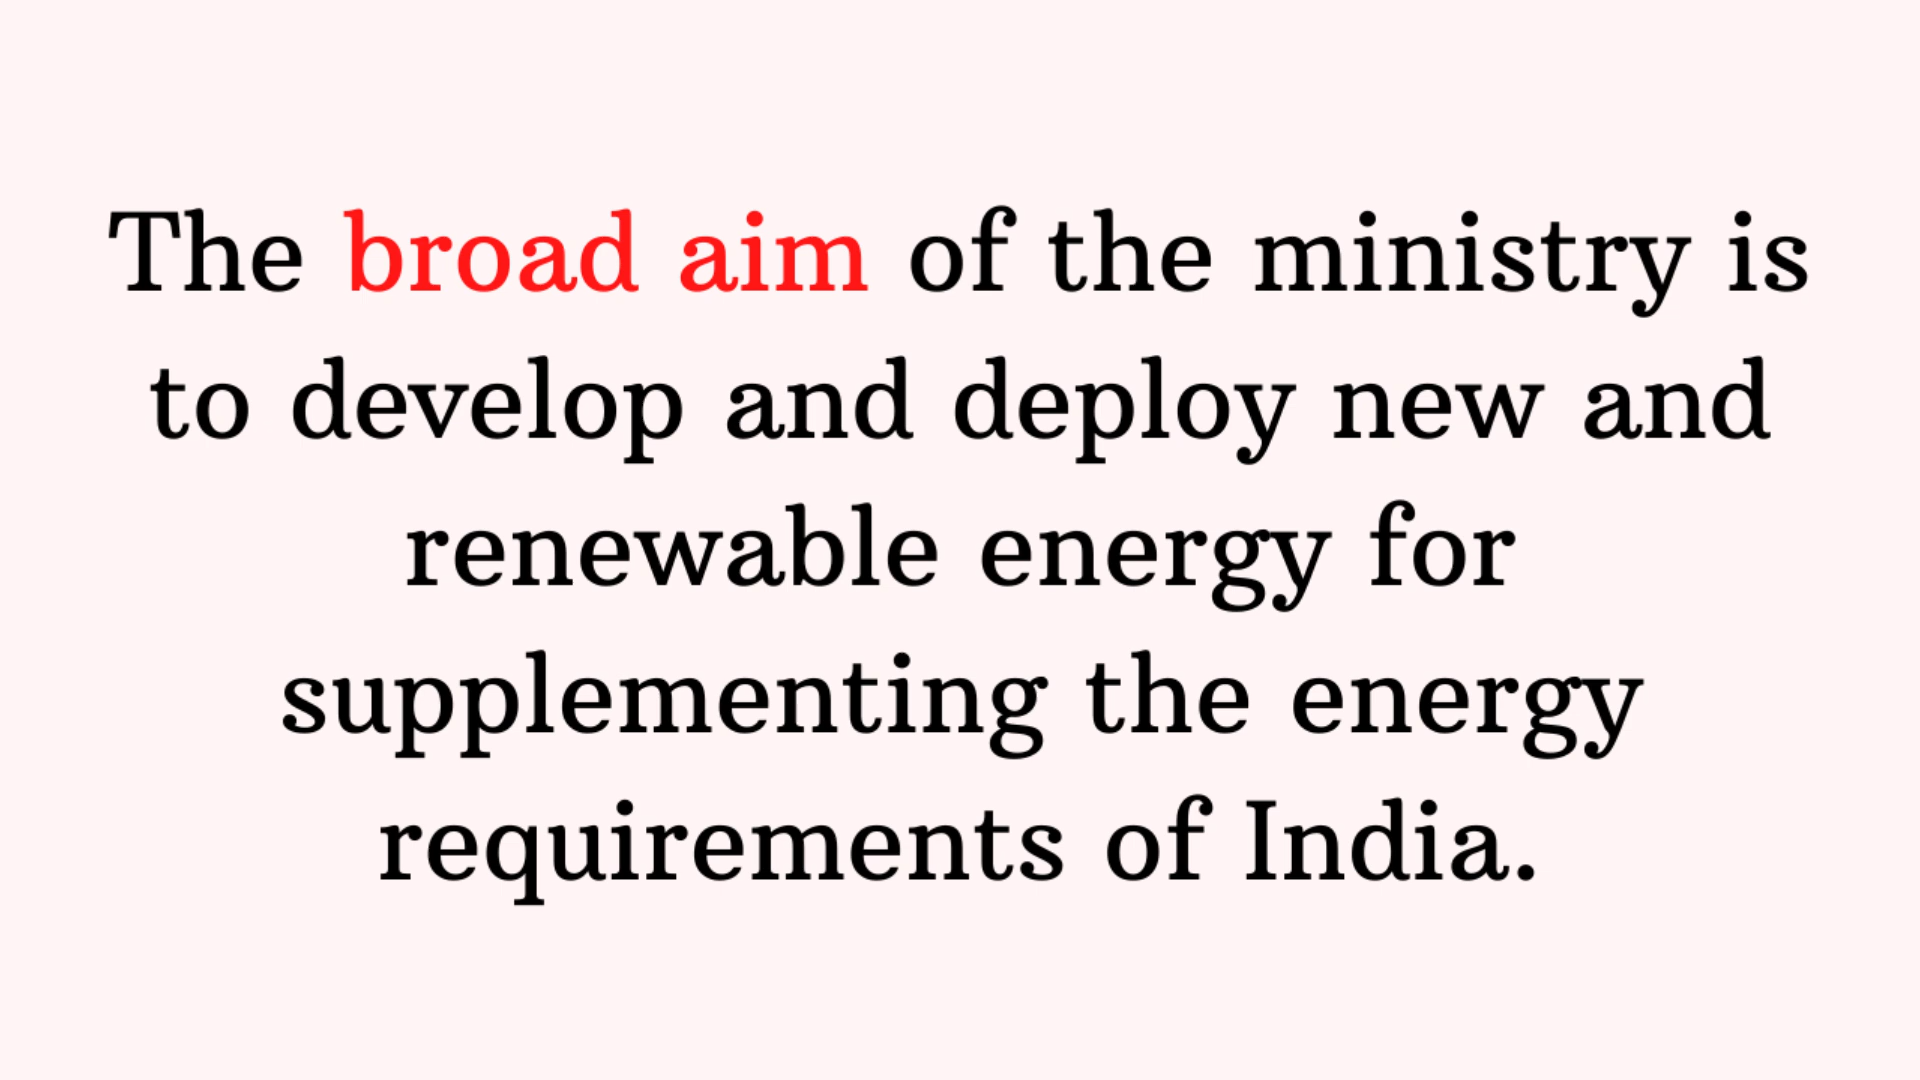 The broad aim of the ministry is
to develop and deploy new and
renewable energy for
supplementing the energy
requirements of India.